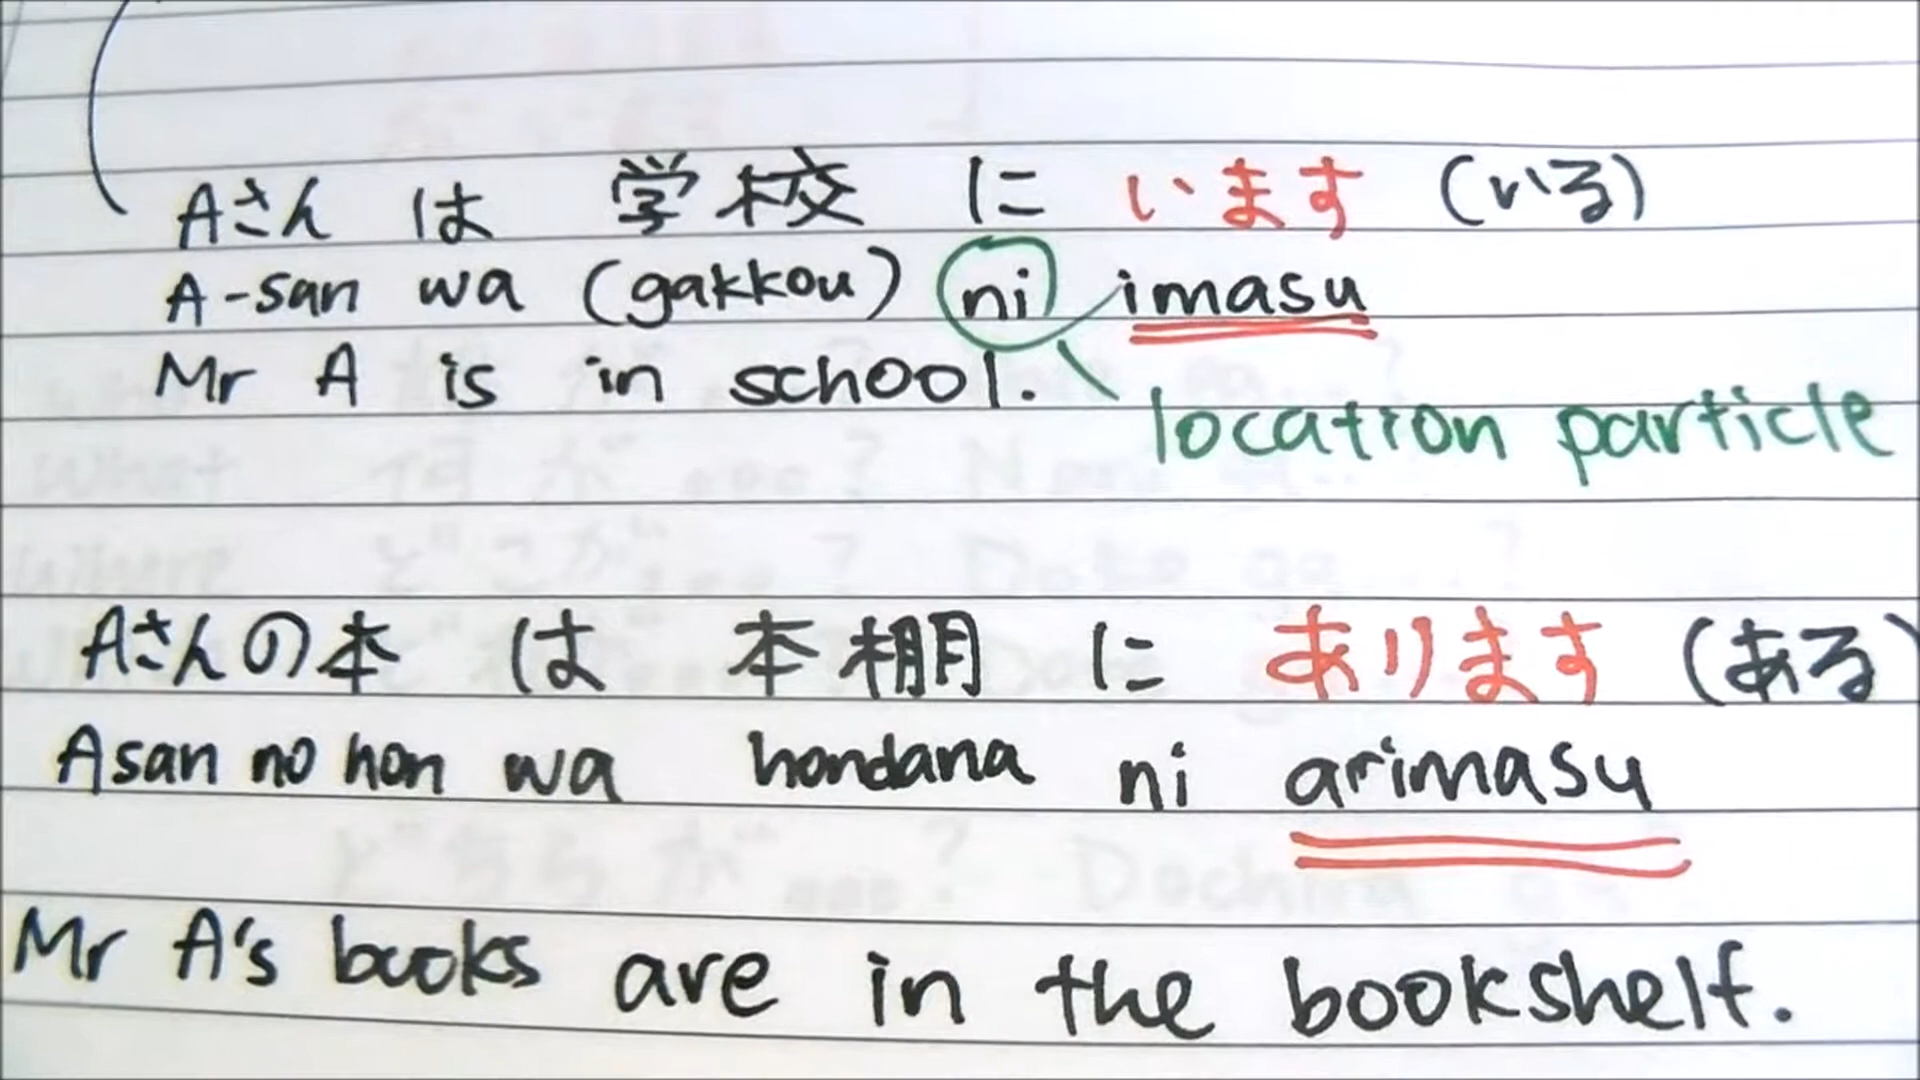 Aさん は 学校 に います (いる)
A-san wa (gakkou) ni imasu
Mr A is in school.
location particle
Aさんの本 は 本棚 に あります (ある)
Asan no hon wa hondana ni arimasu
Mr A's books are in the bookshelf.